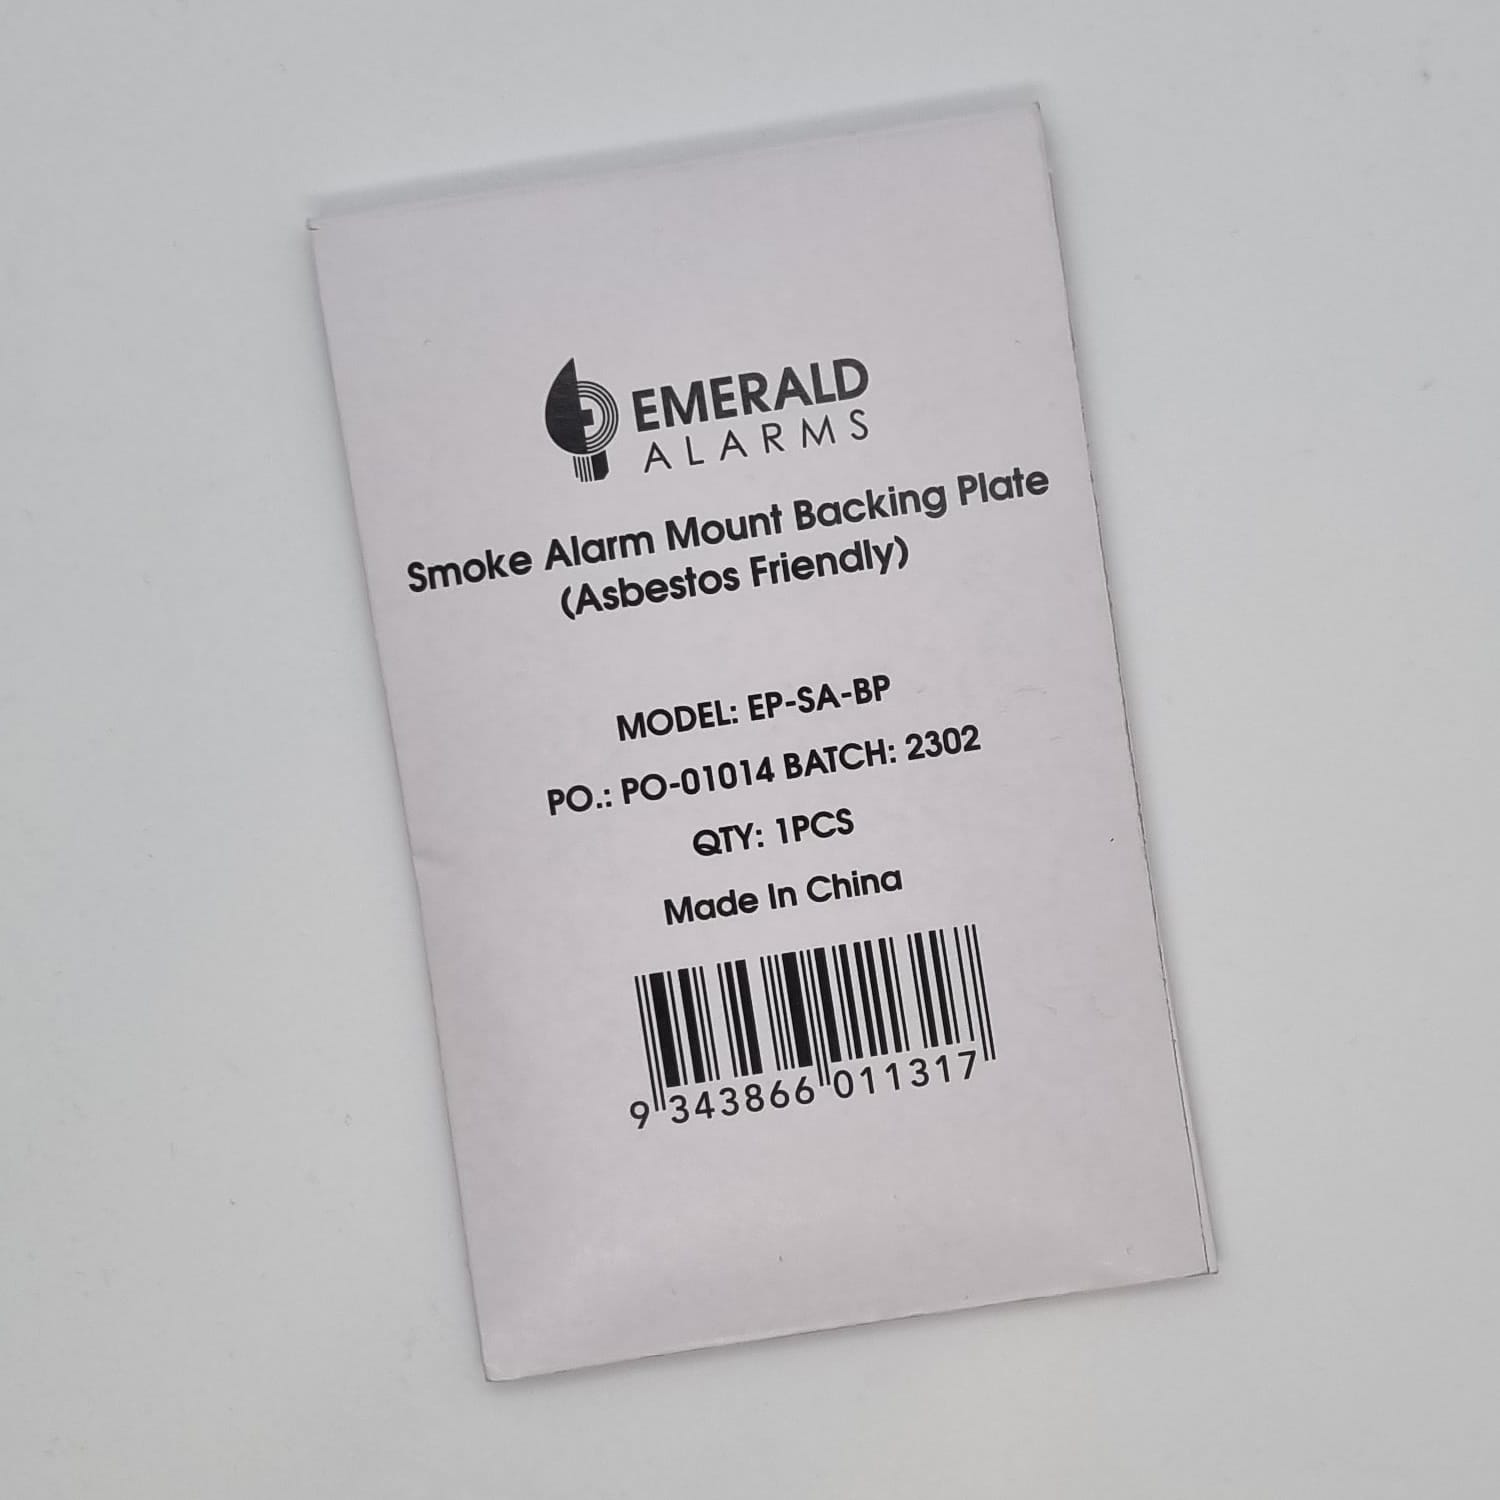 EMERALD
ALARMS
Smoke Alarm Mount Backing Plate
(Asbestos Friendly)
MODEL: EP-SA-BP
PO.: PO-01014 BATCH: 2302
QTY: 1PCS
Made In China
9 343866 011317